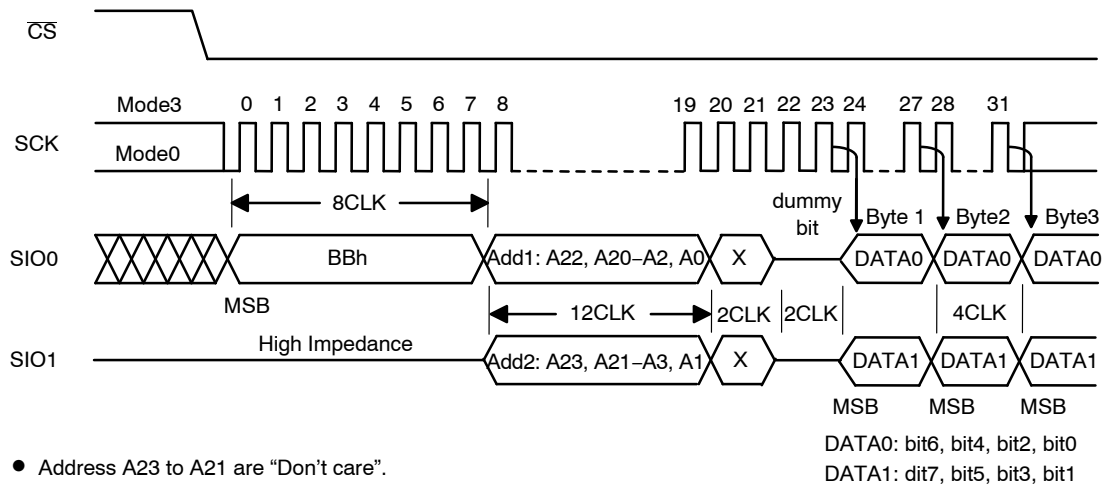 CS
Mode3 0 1 2 3 4 5 6 7 8 19 20 21 22 23 24 27 28 31
SCK
Mode0
8CLK
dummy bit
Byte 1 Byte2 Byte3
SIO0 BBh Add1: A22, A20−A2, A0 X DATA0 DATA0 DATA0
MSB
12CLK 2CLK 2CLK 4CLK
High Impedance
SIO1 Add2: A23, A21−A3, A1 X DATA1 DATA1 DATA1
MSB MSB MSB
DATA0: bit6, bit4, bit2, bit0
● Address A23 to A21 are “Don’t care”.
DATA1: dit7, bit5, bit3, bit1